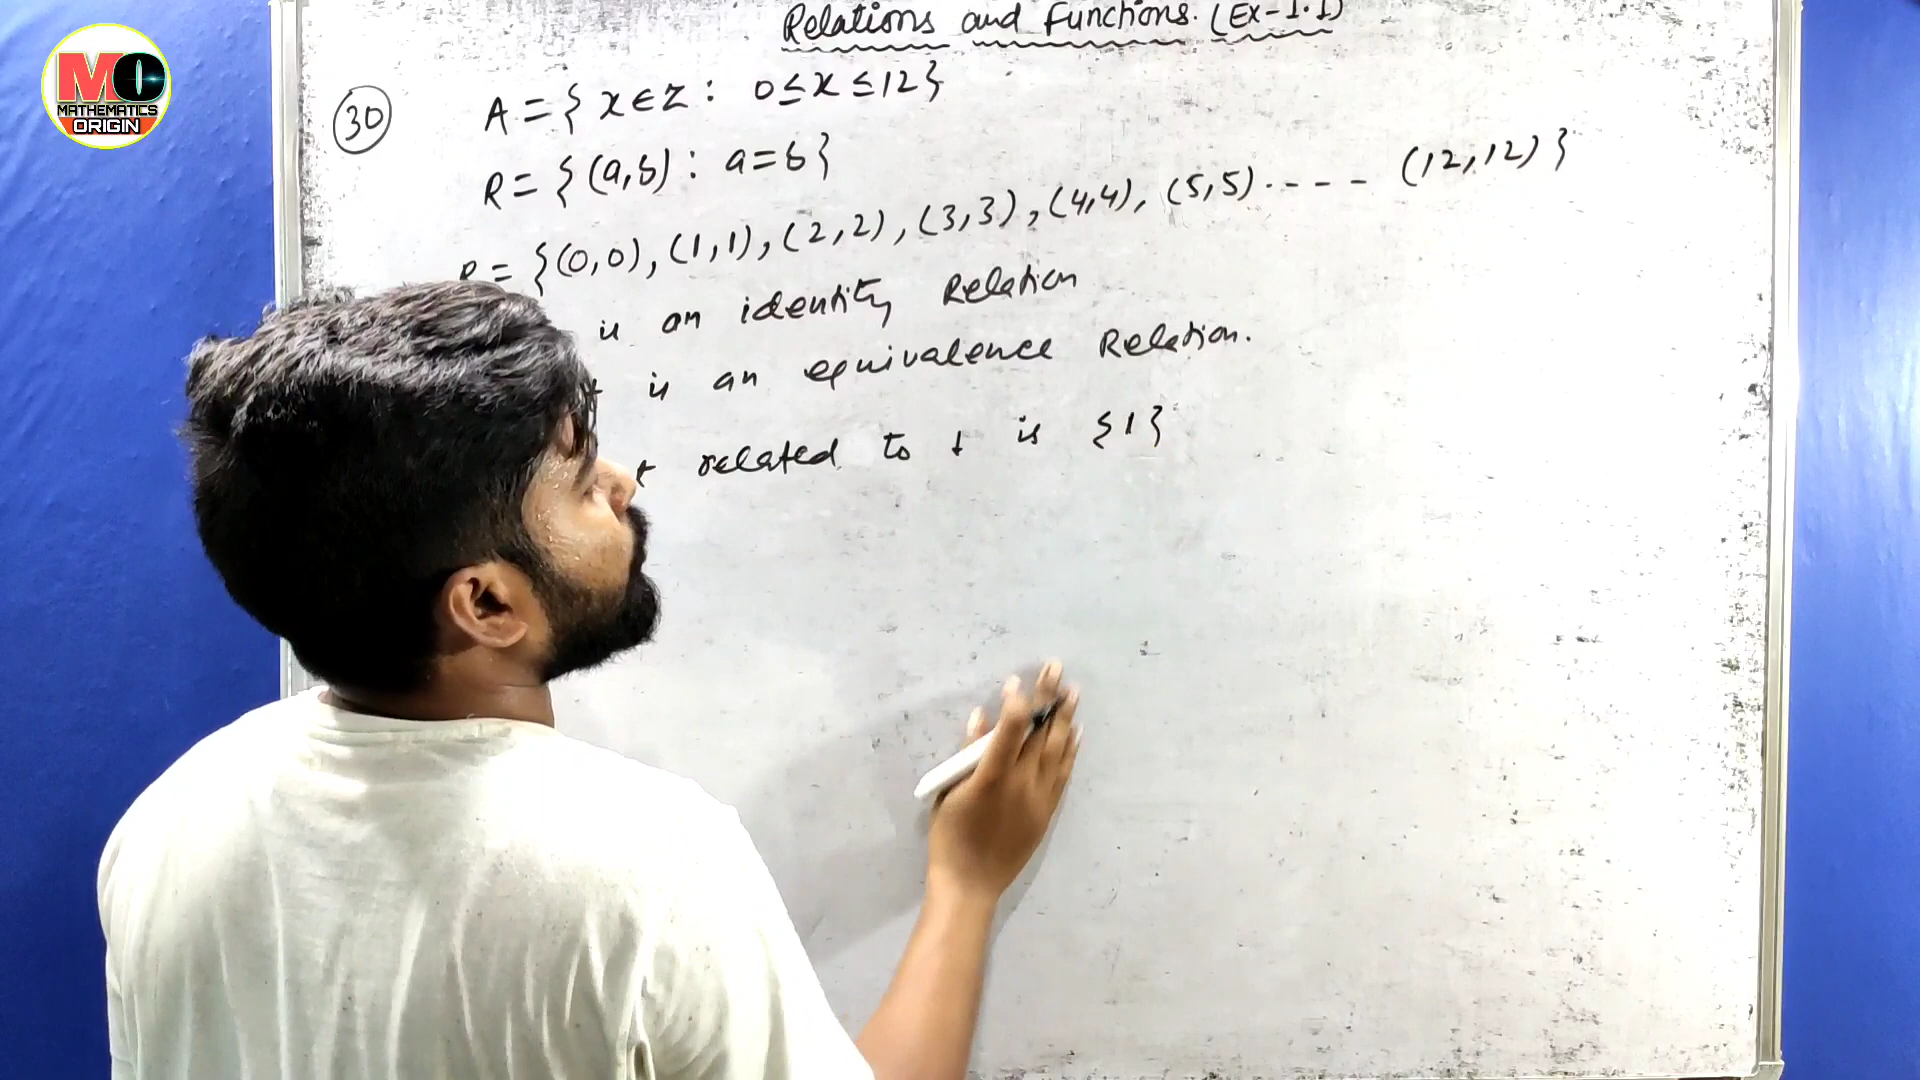 MO
MATHEMATICS
ORIGIN
Relations and Functions. (Ex-1.1)
30
A = { x ∈ Z : 0 ≤ x ≤ 12 }
R = { (a,b) : a = b }
R = { (0,0), (1,1), (2,2), (3,3), (4,4), (5,5) ---- (12,12) }
is an identity Relation
is an equivalence Relation.
related to 1 is {1}